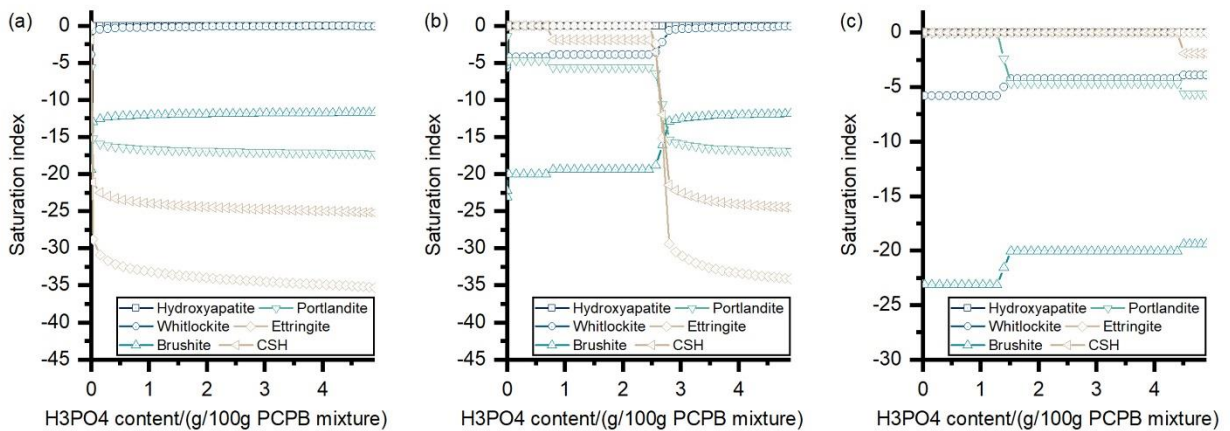 (a)
Saturation index
0
-5
-10
-15
-20
-25
-30
-35
-40
-45
Hydroxyapatite Portlandite
Whitlockite Ettringite
Brushite CSH
0 1 2 3 4
H3PO4 content/(g/100g PCPB mixture)
(b)
Saturation index
0
-5
-10
-15
-20
-25
-30
-35
-40
-45
Hydroxyapatite Portlandite
Whitlockite Ettringite
Brushite CSH
0 1 2 3 4
H3PO4 content/(g/100g PCPB mixture)
(c)
Saturation index
0
-5
-10
-15
-20
-25
-30
Hydroxyapatite Portlandite
Whitlockite Ettringite
Brushite CSH
0 1 2 3 4
H3PO4 content/(g/100g PCPB mixture)